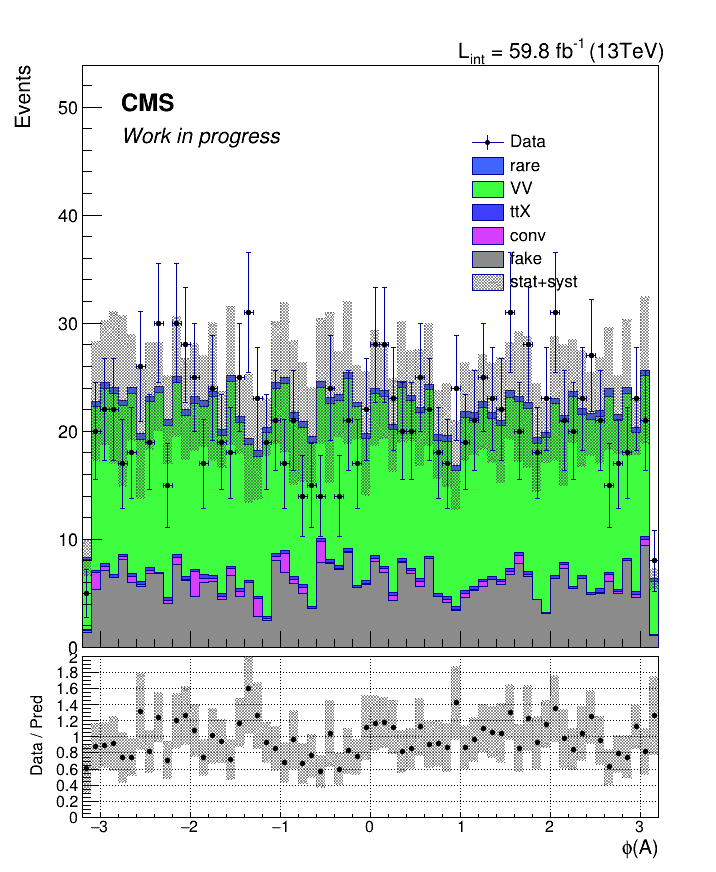 L_int = 59.8 fb^-1 (13TeV)
Events
CMS
Work in progress
Data
rare
VV
ttX
conv
fake
stat+syst
50
40
30
20
10
0
Data / Pred
2
1.8
1.6
1.4
1.2
1
0.8
0.6
0.4
0.2
0
−3 −2 −1 0 1 2 3
ϕ(A)